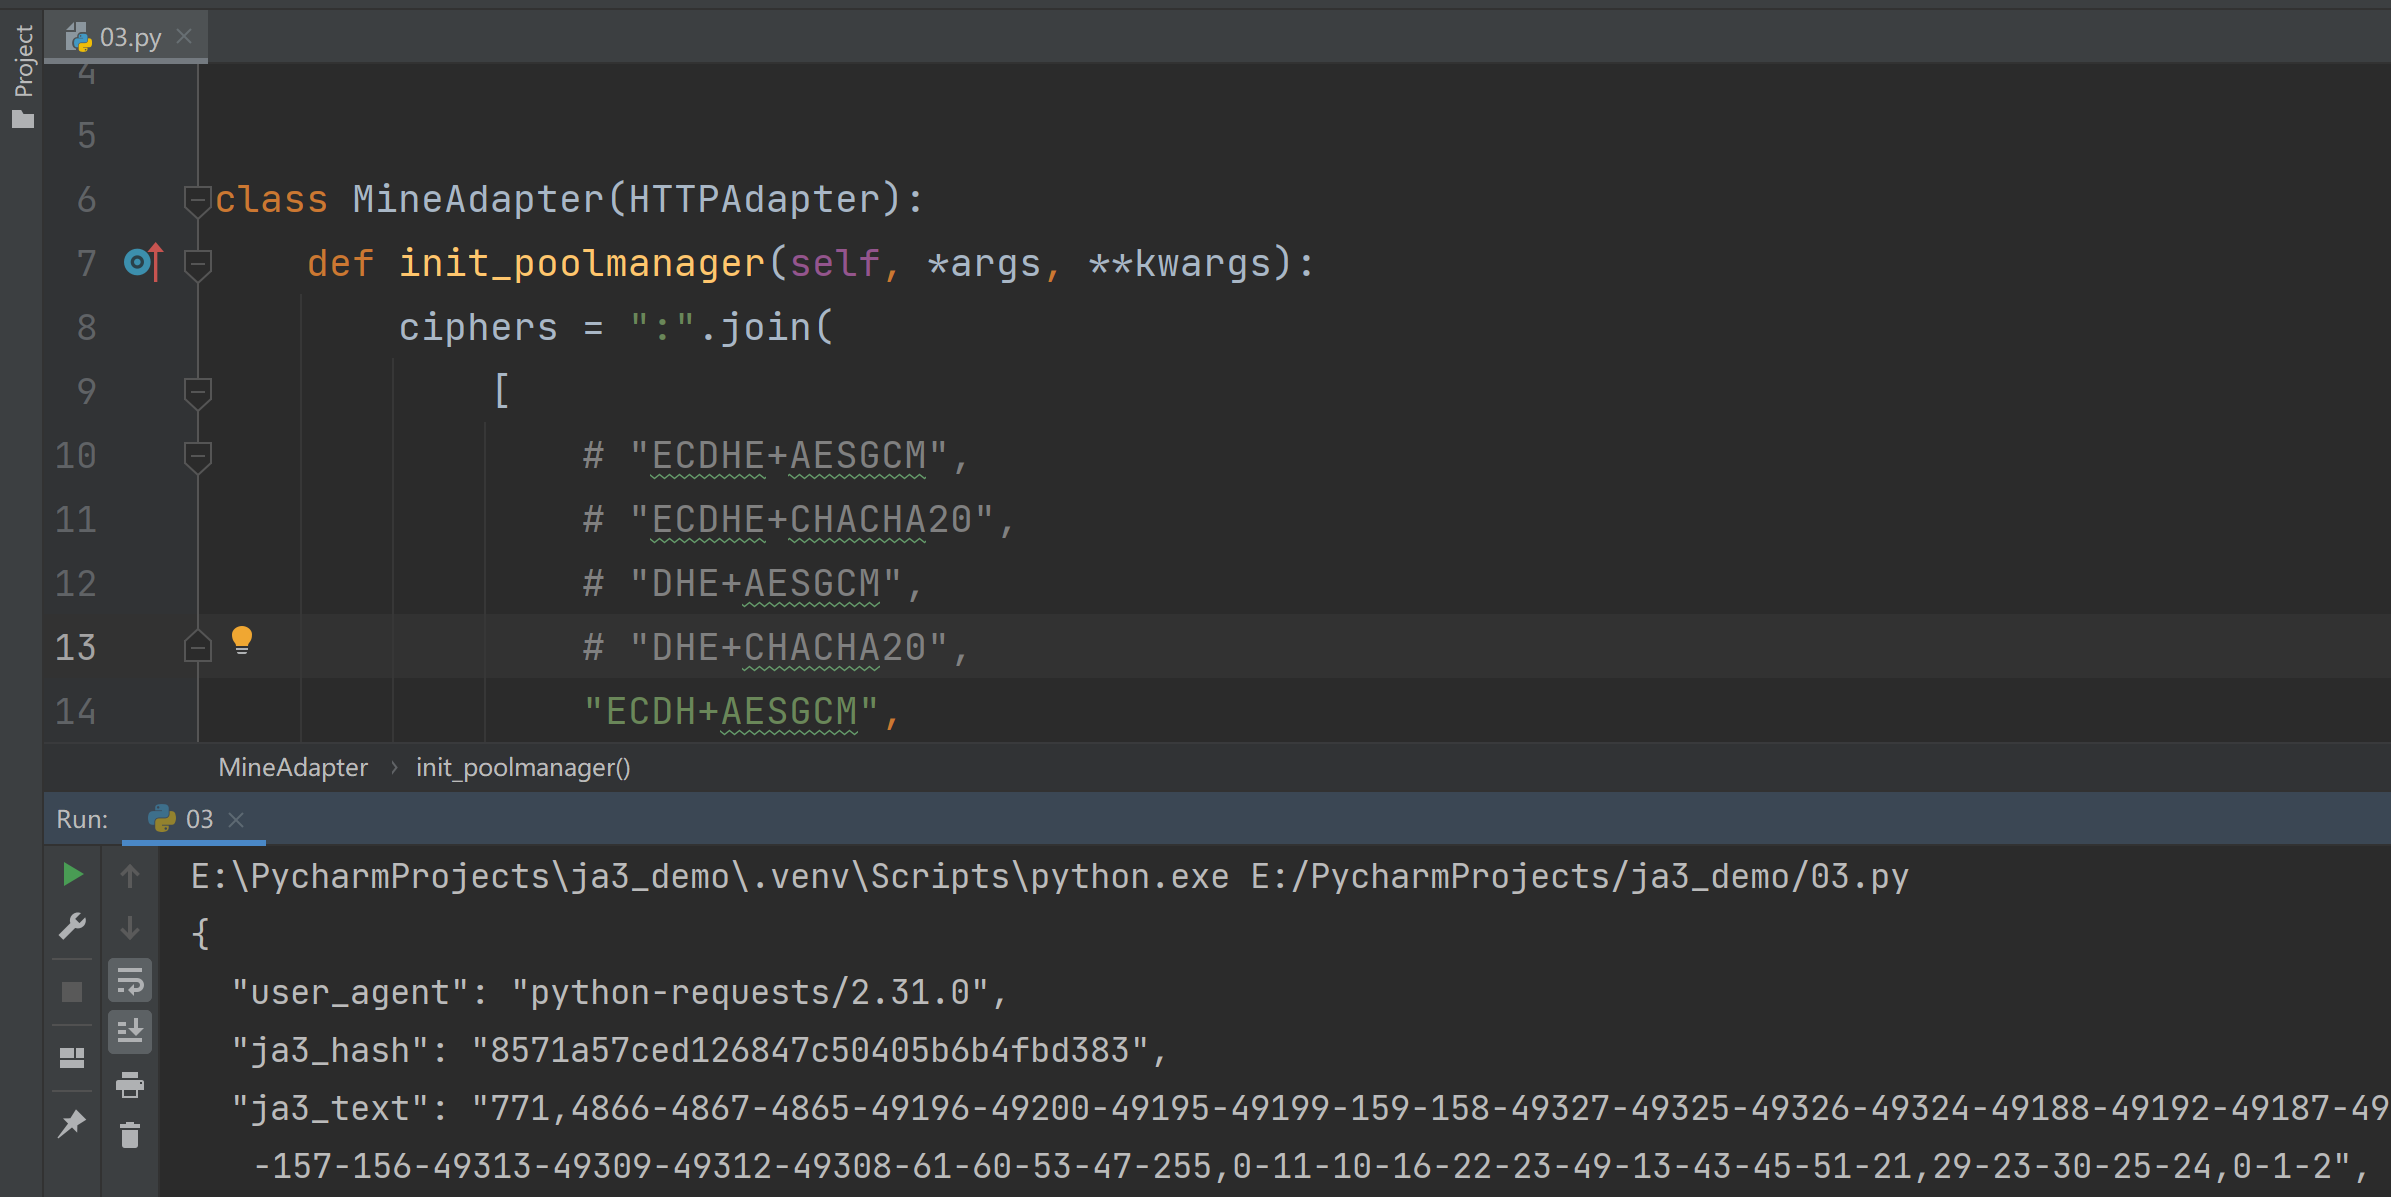 Project
03.py
4
5
6 class MineAdapter(HTTPAdapter):
7 def init_poolmanager(self, *args, **kwargs):
8 ciphers = ":".join(
9 [
10 # "ECDHE+AESGCM",
11 # "ECDHE+CHACHA20",
12 # "DHE+AESGCM",
13 # "DHE+CHACHA20",
14 "ECDH+AESGCM",
MineAdapter › init_poolmanager()
Run: 03
E:\PycharmProjects\ja3_demo\.venv\Scripts\python.exe E:/PycharmProjects/ja3_demo/03.py
{
"user_agent": "python-requests/2.31.0",
"ja3_hash": "8571a57ced126847c50405b6b4fbd383",
"ja3_text": "771,4866-4867-4865-49196-49200-49195-49199-159-158-49327-49325-49326-49324-49188-49192-49187-49
-157-156-49313-49309-49312-49308-61-60-53-47-255,0-11-10-16-22-23-49-13-43-45-51-21,29-23-30-25-24,0-1-2",